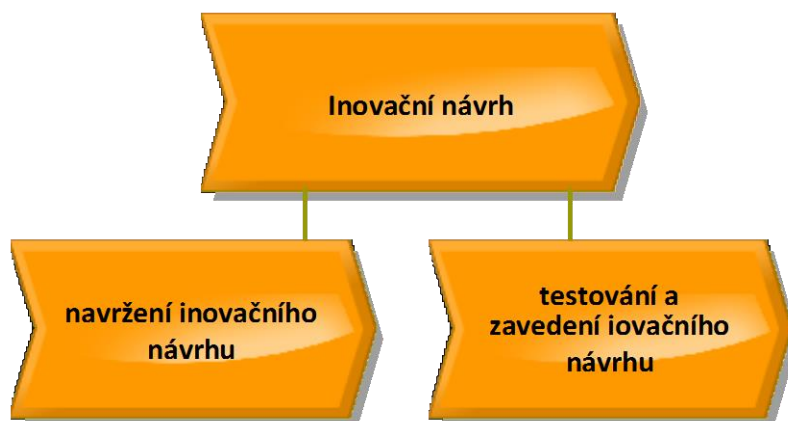 Inovační návrh
navržení inovačního
návrhu
testování a
zavedení iovačního
návrhu